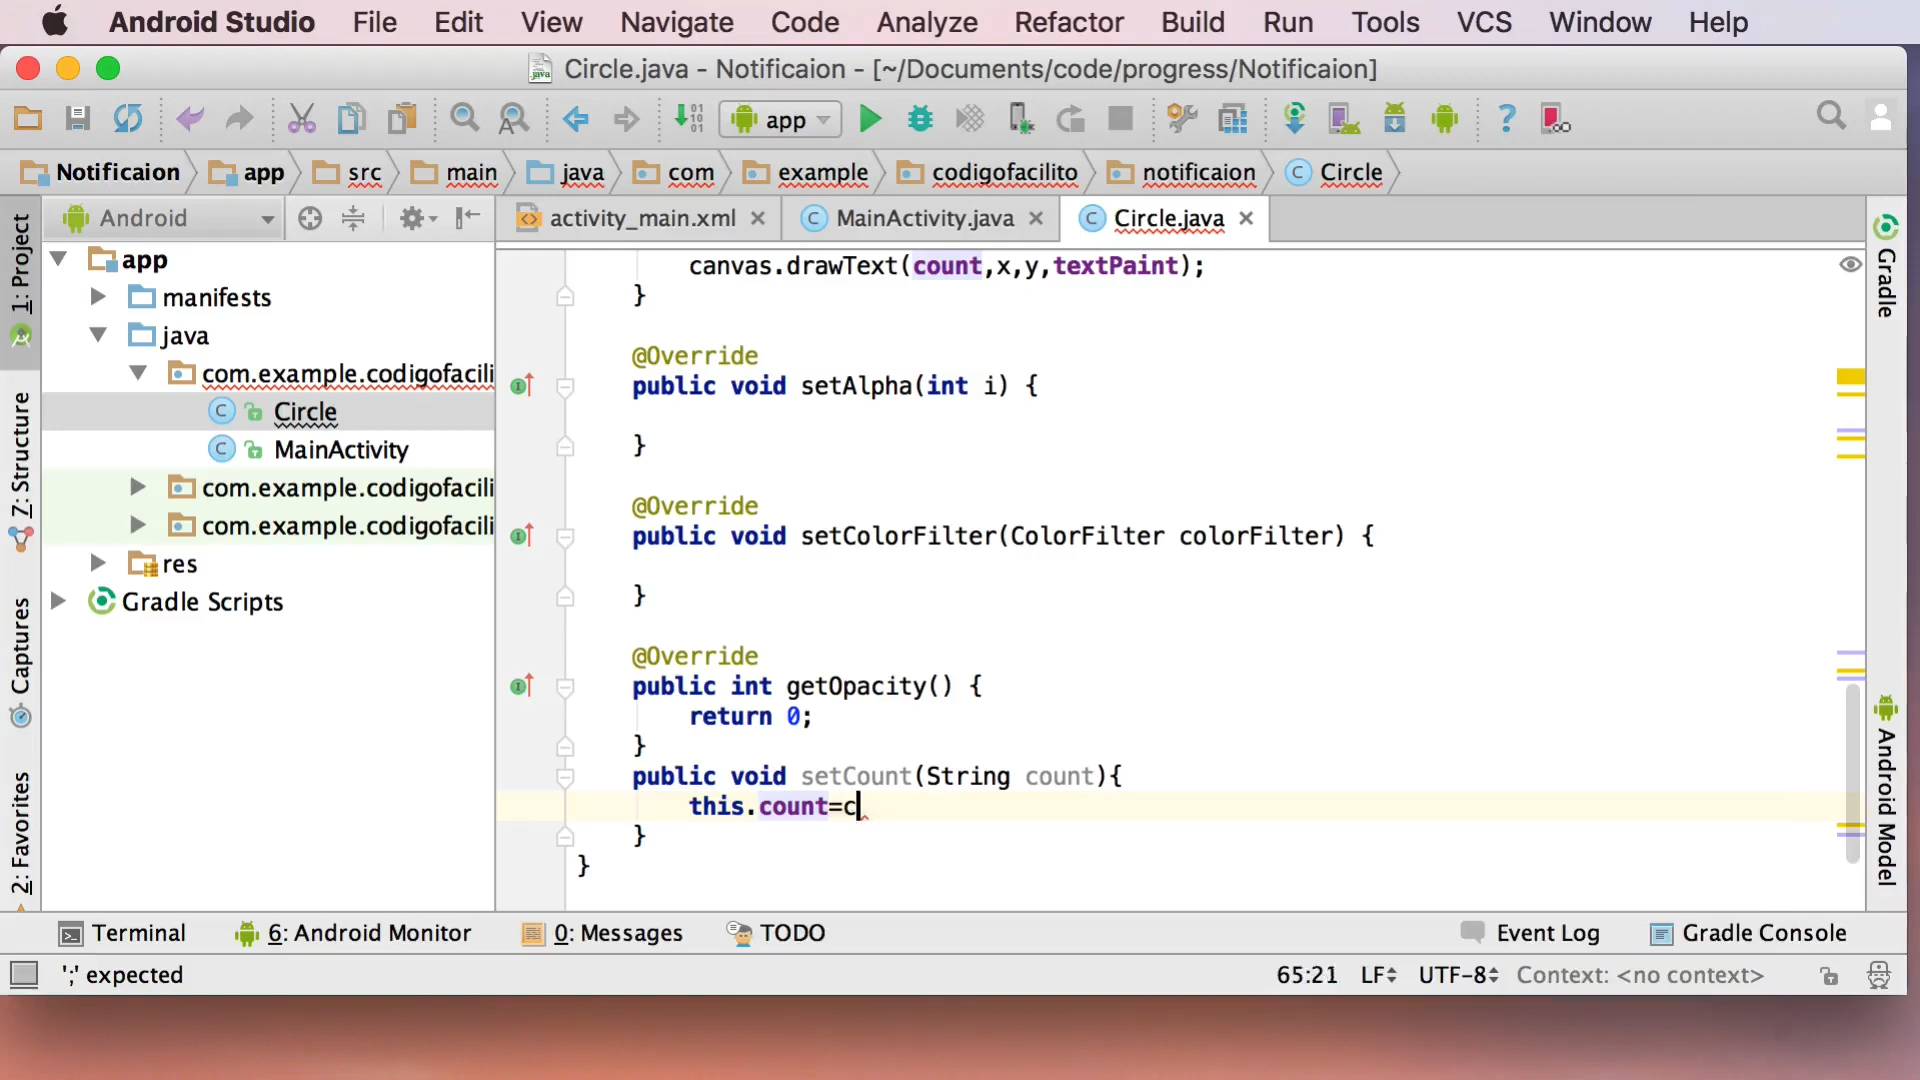 Android Studio File Edit View Navigate Code Analyze Refactor Build Run Tools VCS Window Help
Circle.java - Notificaion - [~/Documents/code/progress/Notificaion]
app
Notificaion app src main java com example codigofacilito notificaion Circle
Android
activity_main.xml MainActivity.java Circle.java
1: Project
7: Structure
Captures
2: Favorites
app
manifests
java
com.example.codigofacili
Circle
MainActivity
com.example.codigofacili
com.example.codigofacili
res
Gradle Scripts
canvas.drawText(count,x,y,textPaint);
}
@Override
public void setAlpha(int i) {
}
@Override
public void setColorFilter(ColorFilter colorFilter) {
}
@Override
public int getOpacity() {
return 0;
}
public void setCount(String count){
this.count=c
}
}
Gradle
Android Model
Terminal 6: Android Monitor 0: Messages TODO Event Log Gradle Console
';' expected 65:21 LF UTF-8 Context: <no context>